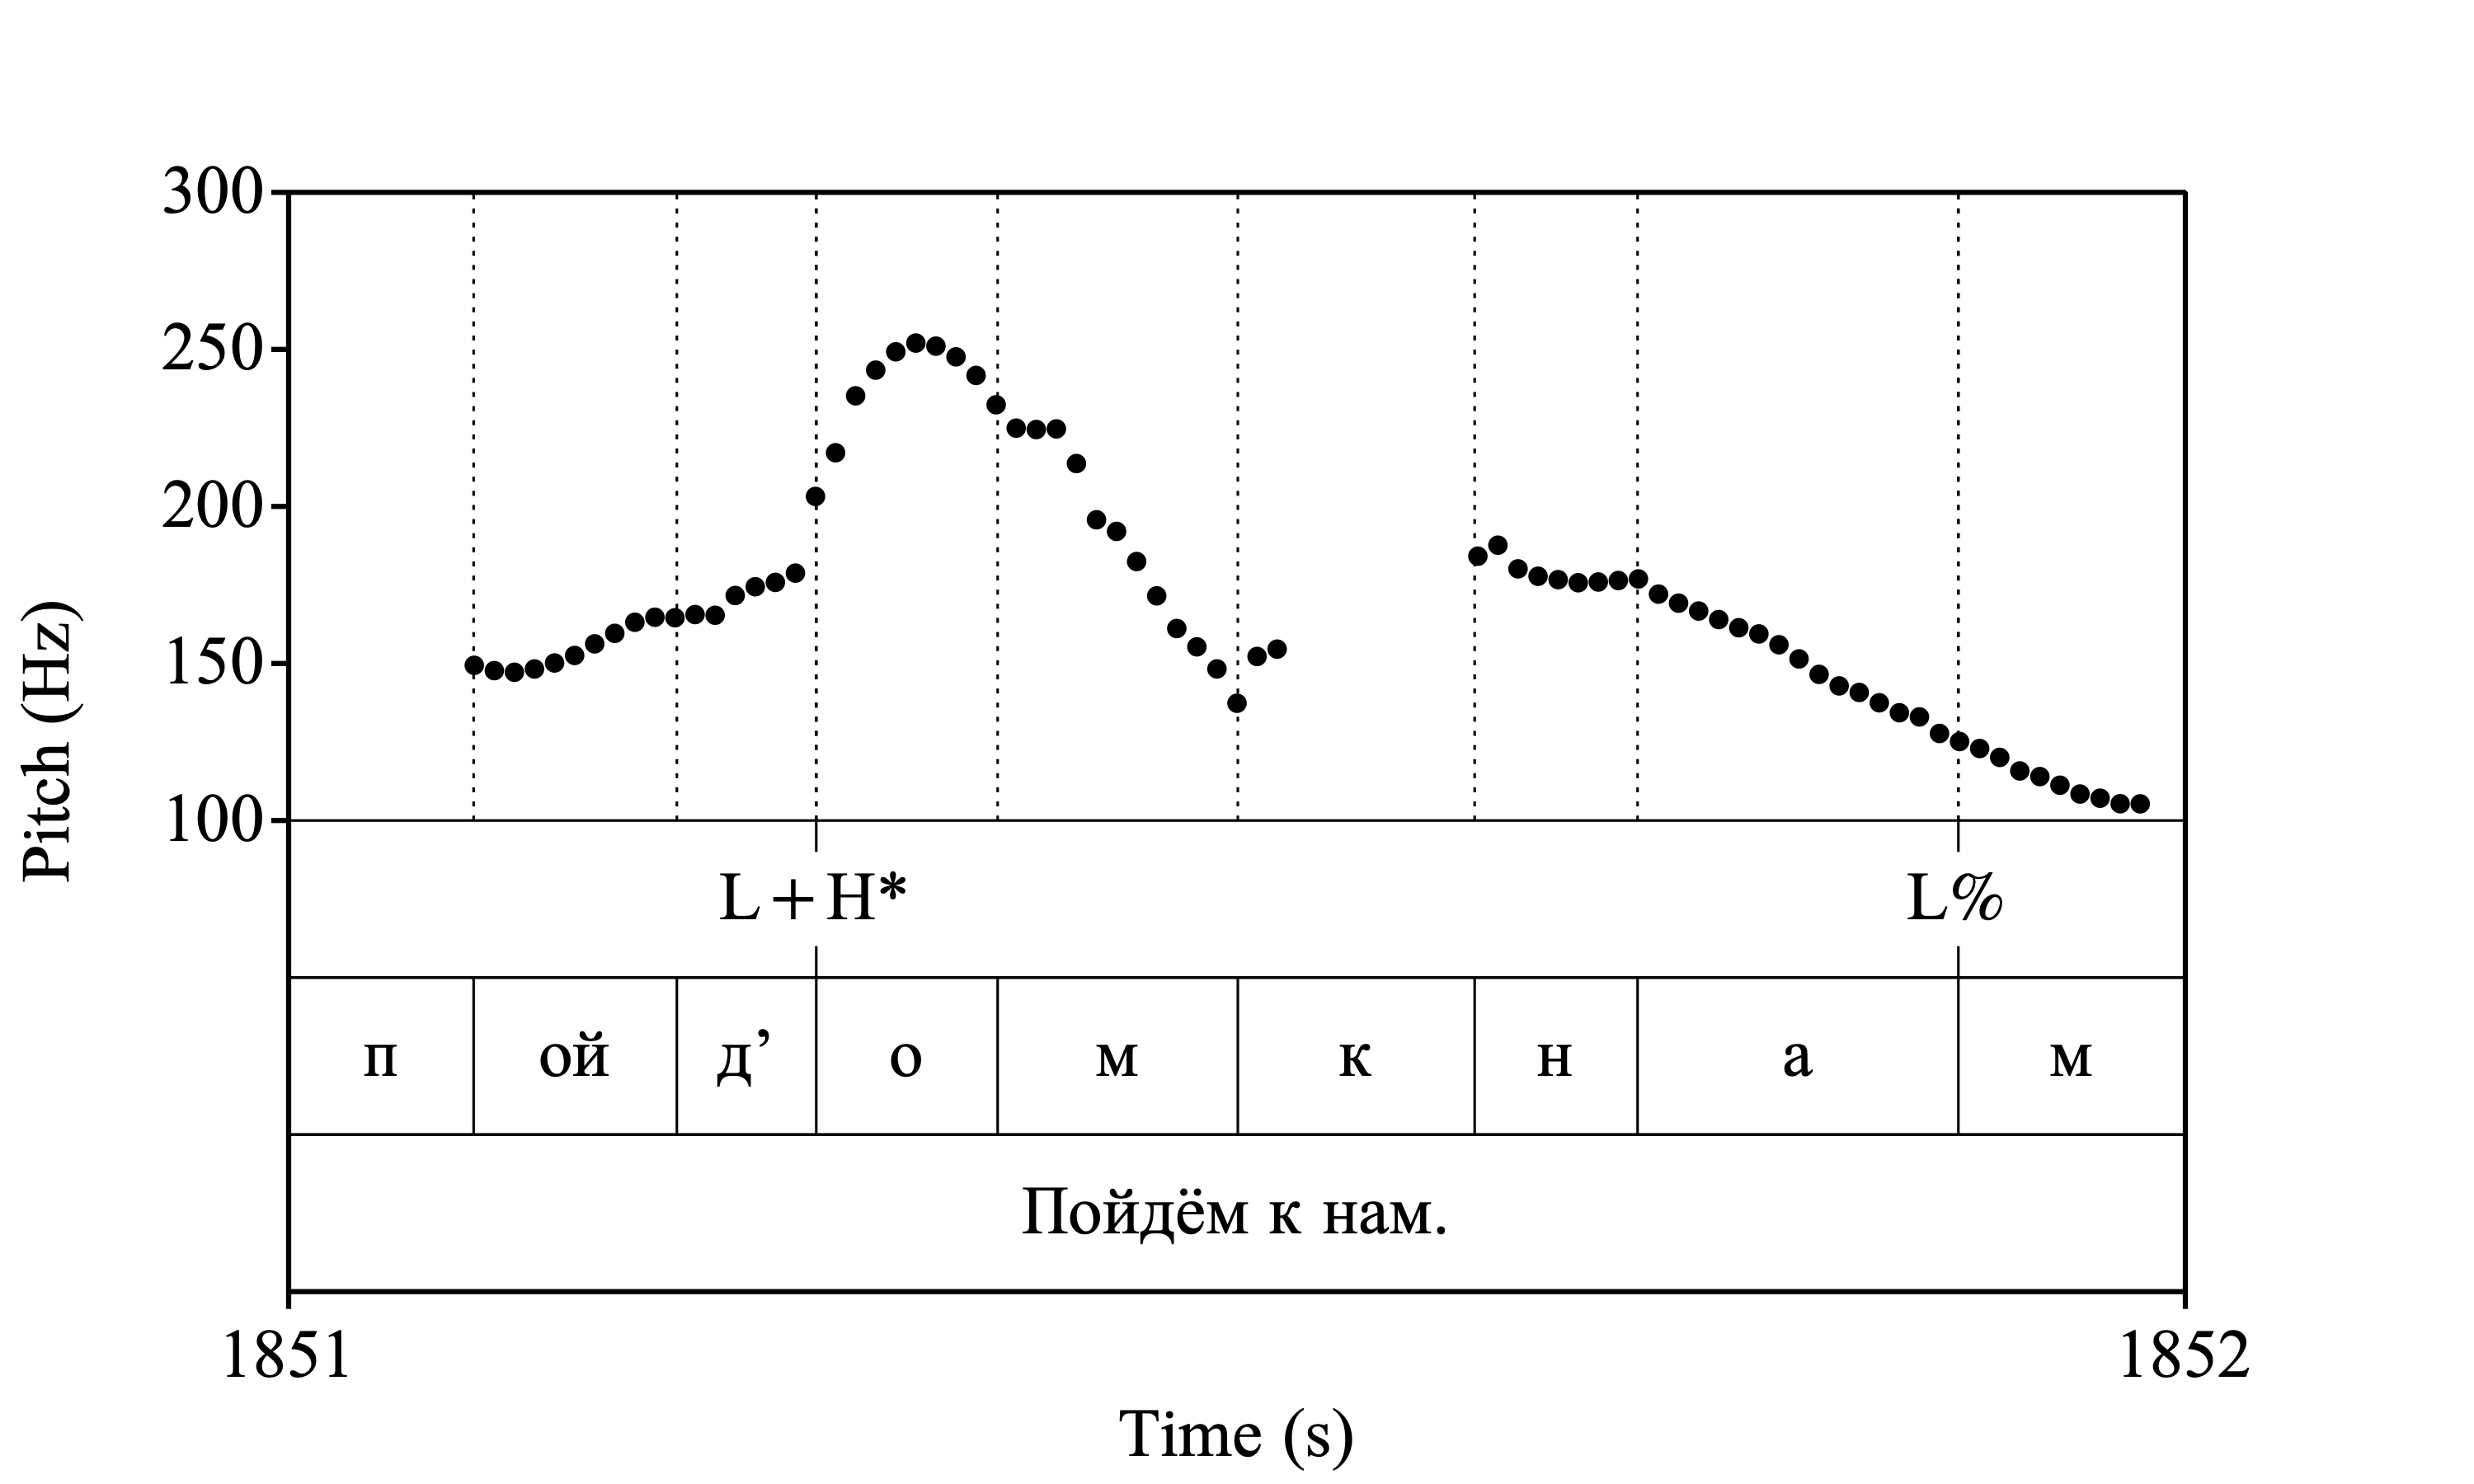 300
250
200
150
100
Pitch (Hz)
L+H* L%
п ой д’ о м к н а м
Пойдём к нам.
1851 1852
Time (s)